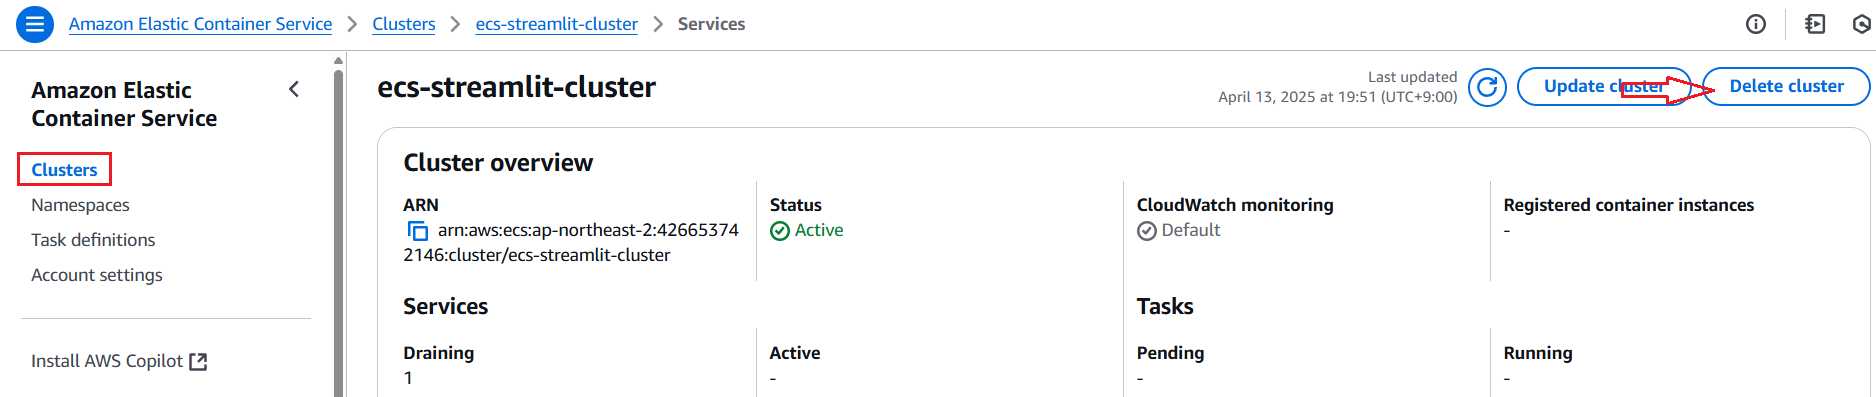 Amazon Elastic Container Service > Clusters > ecs-streamlit-cluster > Services
Amazon Elastic
Container Service
Clusters
Namespaces
Task definitions
Account settings
Install AWS Copilot
ecs-streamlit-cluster
Last updated
April 13, 2025 at 19:51 (UTC+9:00)
Update cluster
Delete cluster
Cluster overview
ARN
arn:aws:ecs:ap-northeast-2:42665374
2146:cluster/ecs-streamlit-cluster
Status
Active
CloudWatch monitoring
Default
Registered container instances
-
Services
Tasks
Draining
1
Active
-
Pending
-
Running
-